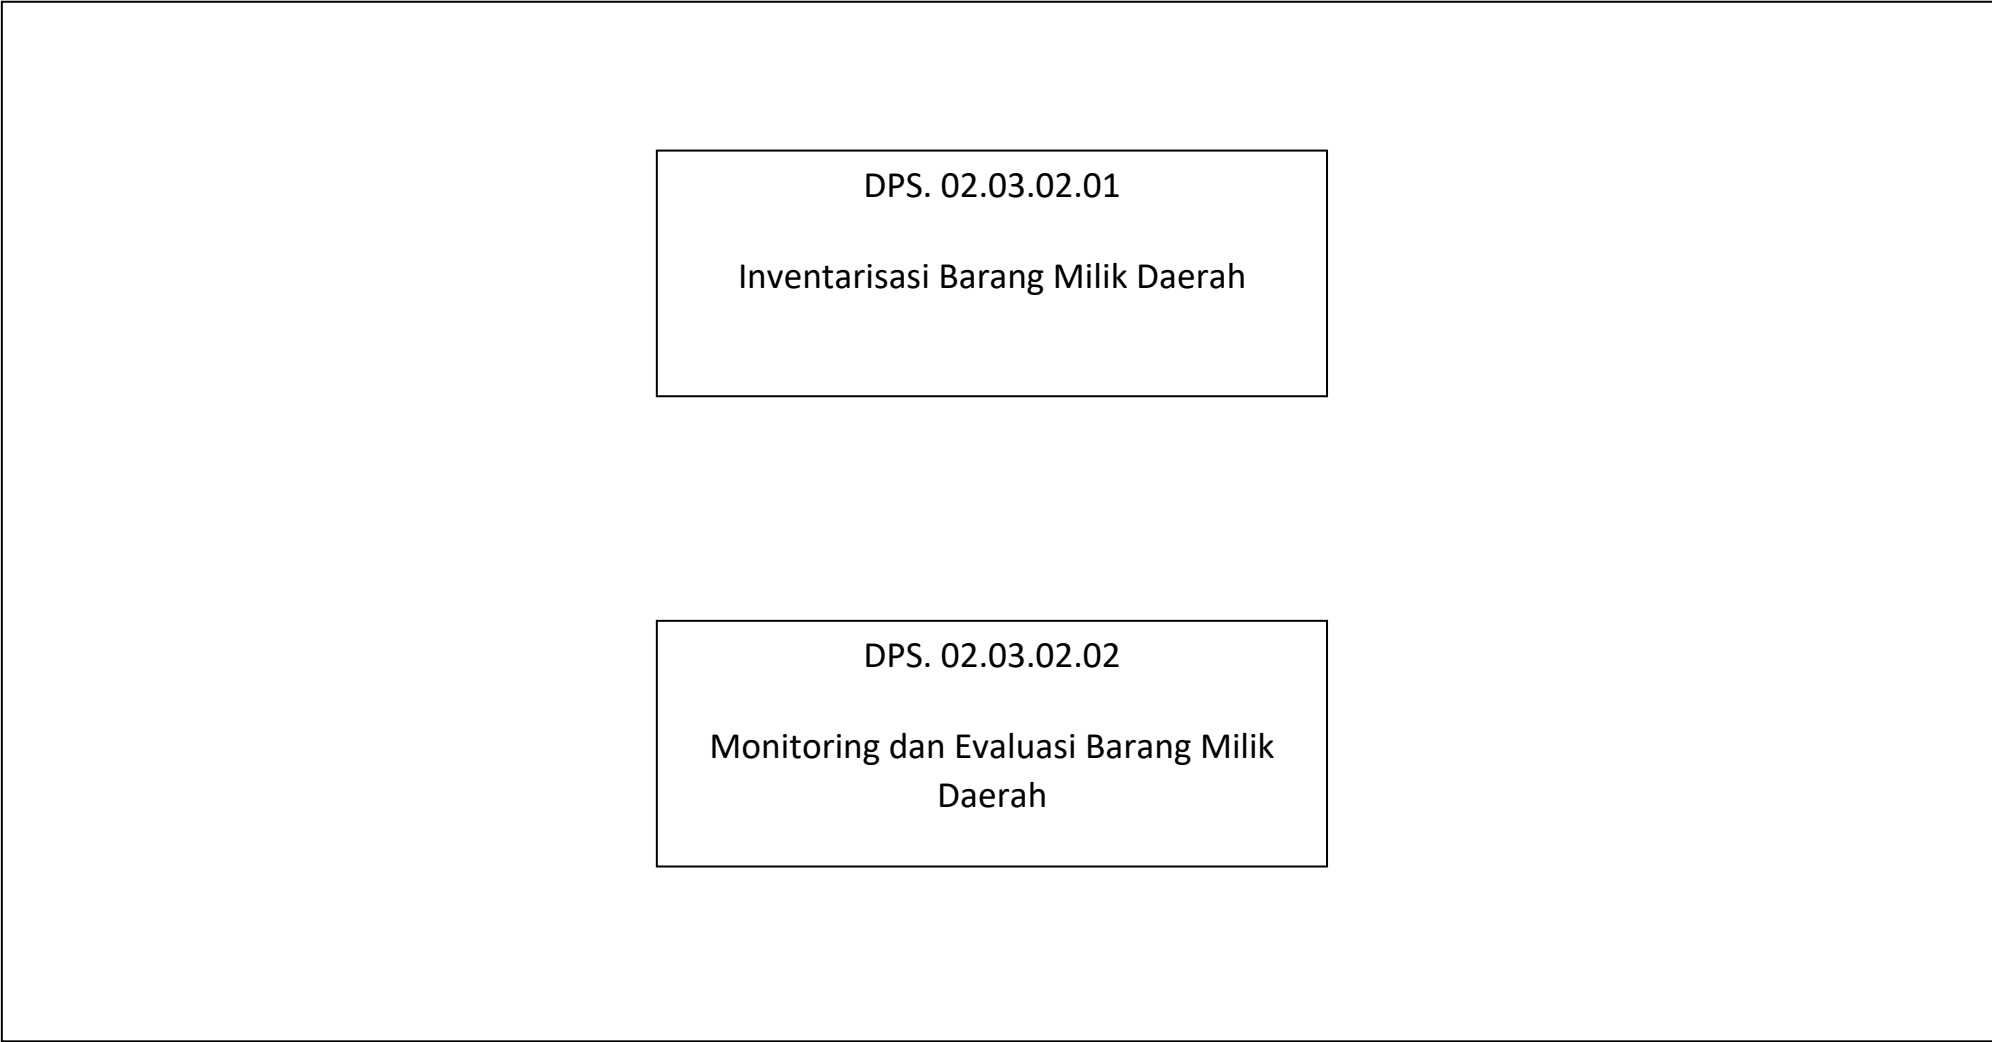 DPS. 02.03.02.01
Inventarisasi Barang Milik Daerah
DPS. 02.03.02.02
Monitoring dan Evaluasi Barang Milik
Daerah